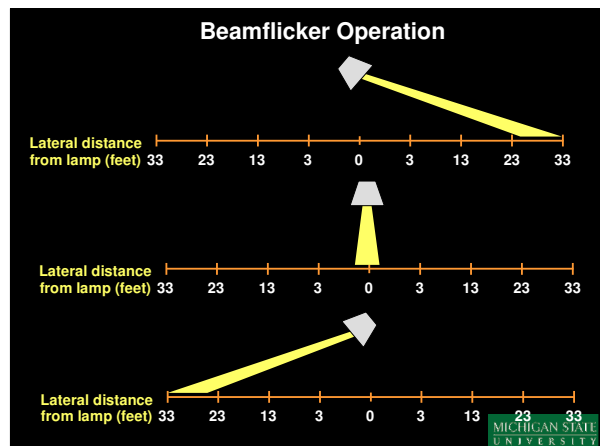 Beamflicker Operation
Lateral distance
from lamp (feet)
33 23 13 3 0 3 13 23 33
Lateral distance
from lamp (feet)
33 23 13 3 0 3 13 23 33
Lateral distance
from lamp (feet)
33 23 13 3 0 3 13 23 33
MICHIGAN STATE
UNIVERSITY